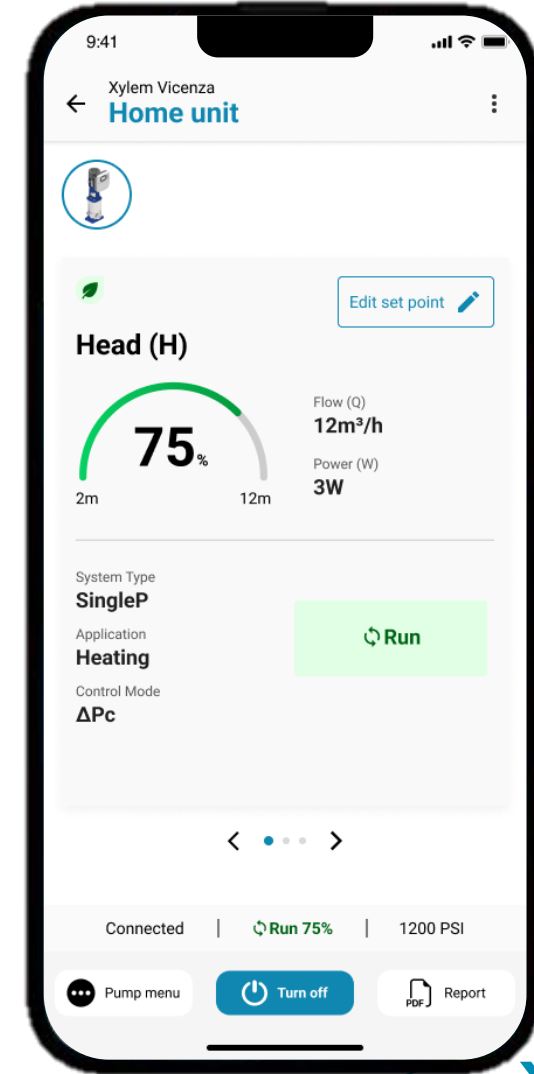 9:41
Xylem Vicenza
Home unit
Edit set point
Head (H)
75%
2m
12m
Flow (Q)
12m³/h
Power (W)
3W
System Type
SingleP
Application
Heating
Control Mode
ΔPc
Run
Connected | Run 75% | 1200 PSI
Pump menu
Turn off
PDF
Report